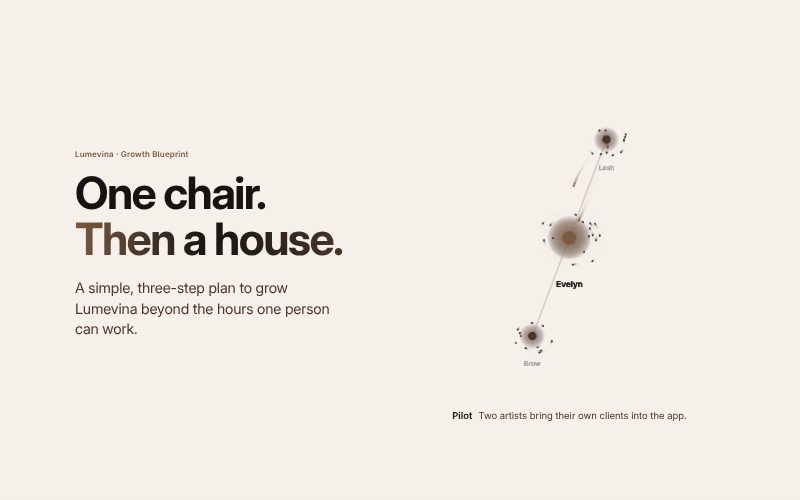 Lumevina · Growth Blueprint
One chair.
Then a house.
A simple, three-step plan to grow
Lumevina beyond the hours one person
can work.
Lash
Evelyn
Brow
Pilot Two artists bring their own clients into the app.